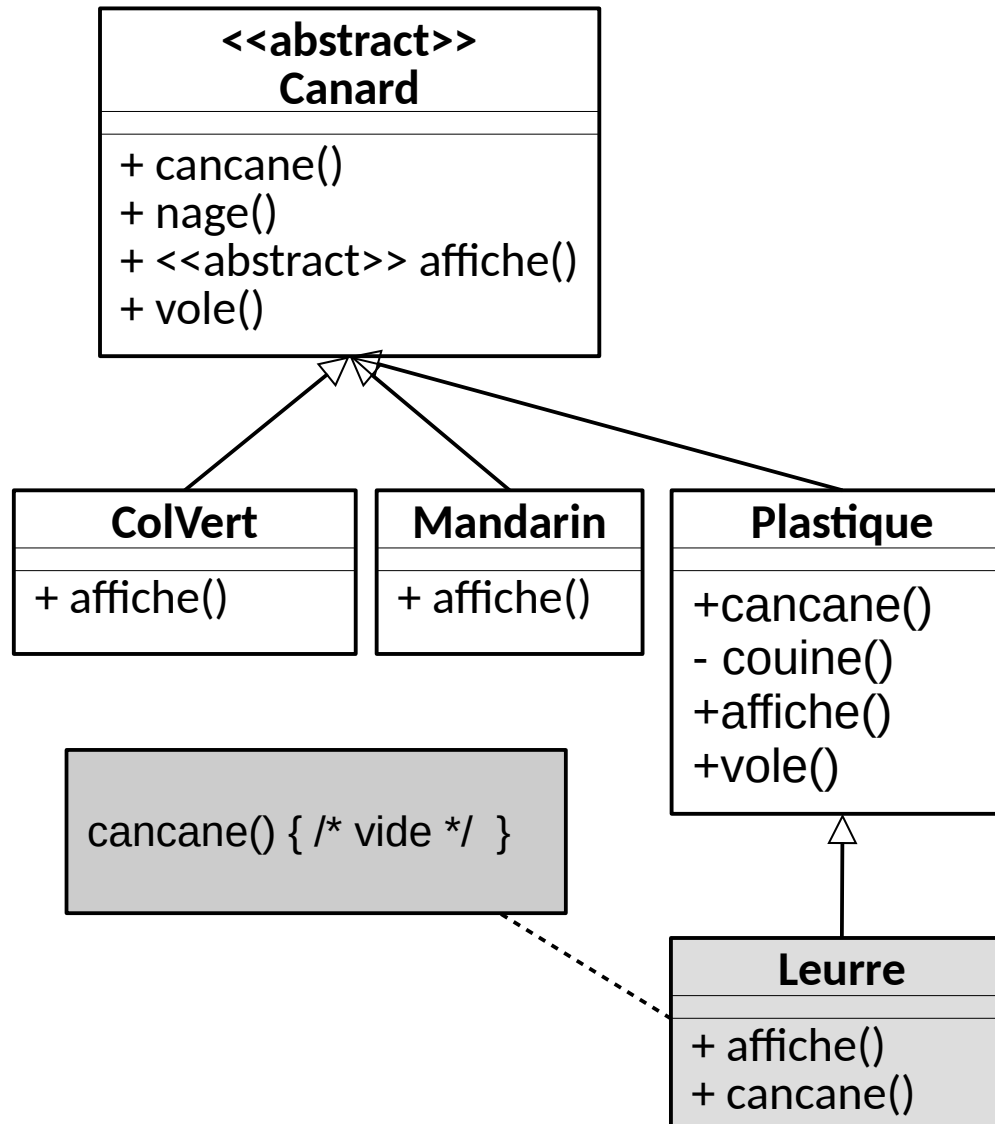 <<abstract>>
Canard
+ cancane()
+ nage()
+ <<abstract>> affiche()
+ vole()
ColVert
+ affiche()
Mandarin
+ affiche()
Plastique
+cancane()
- couine()
+affiche()
+vole()
cancane() { /* vide */  }
Leurre
+ affiche()
+ cancane()